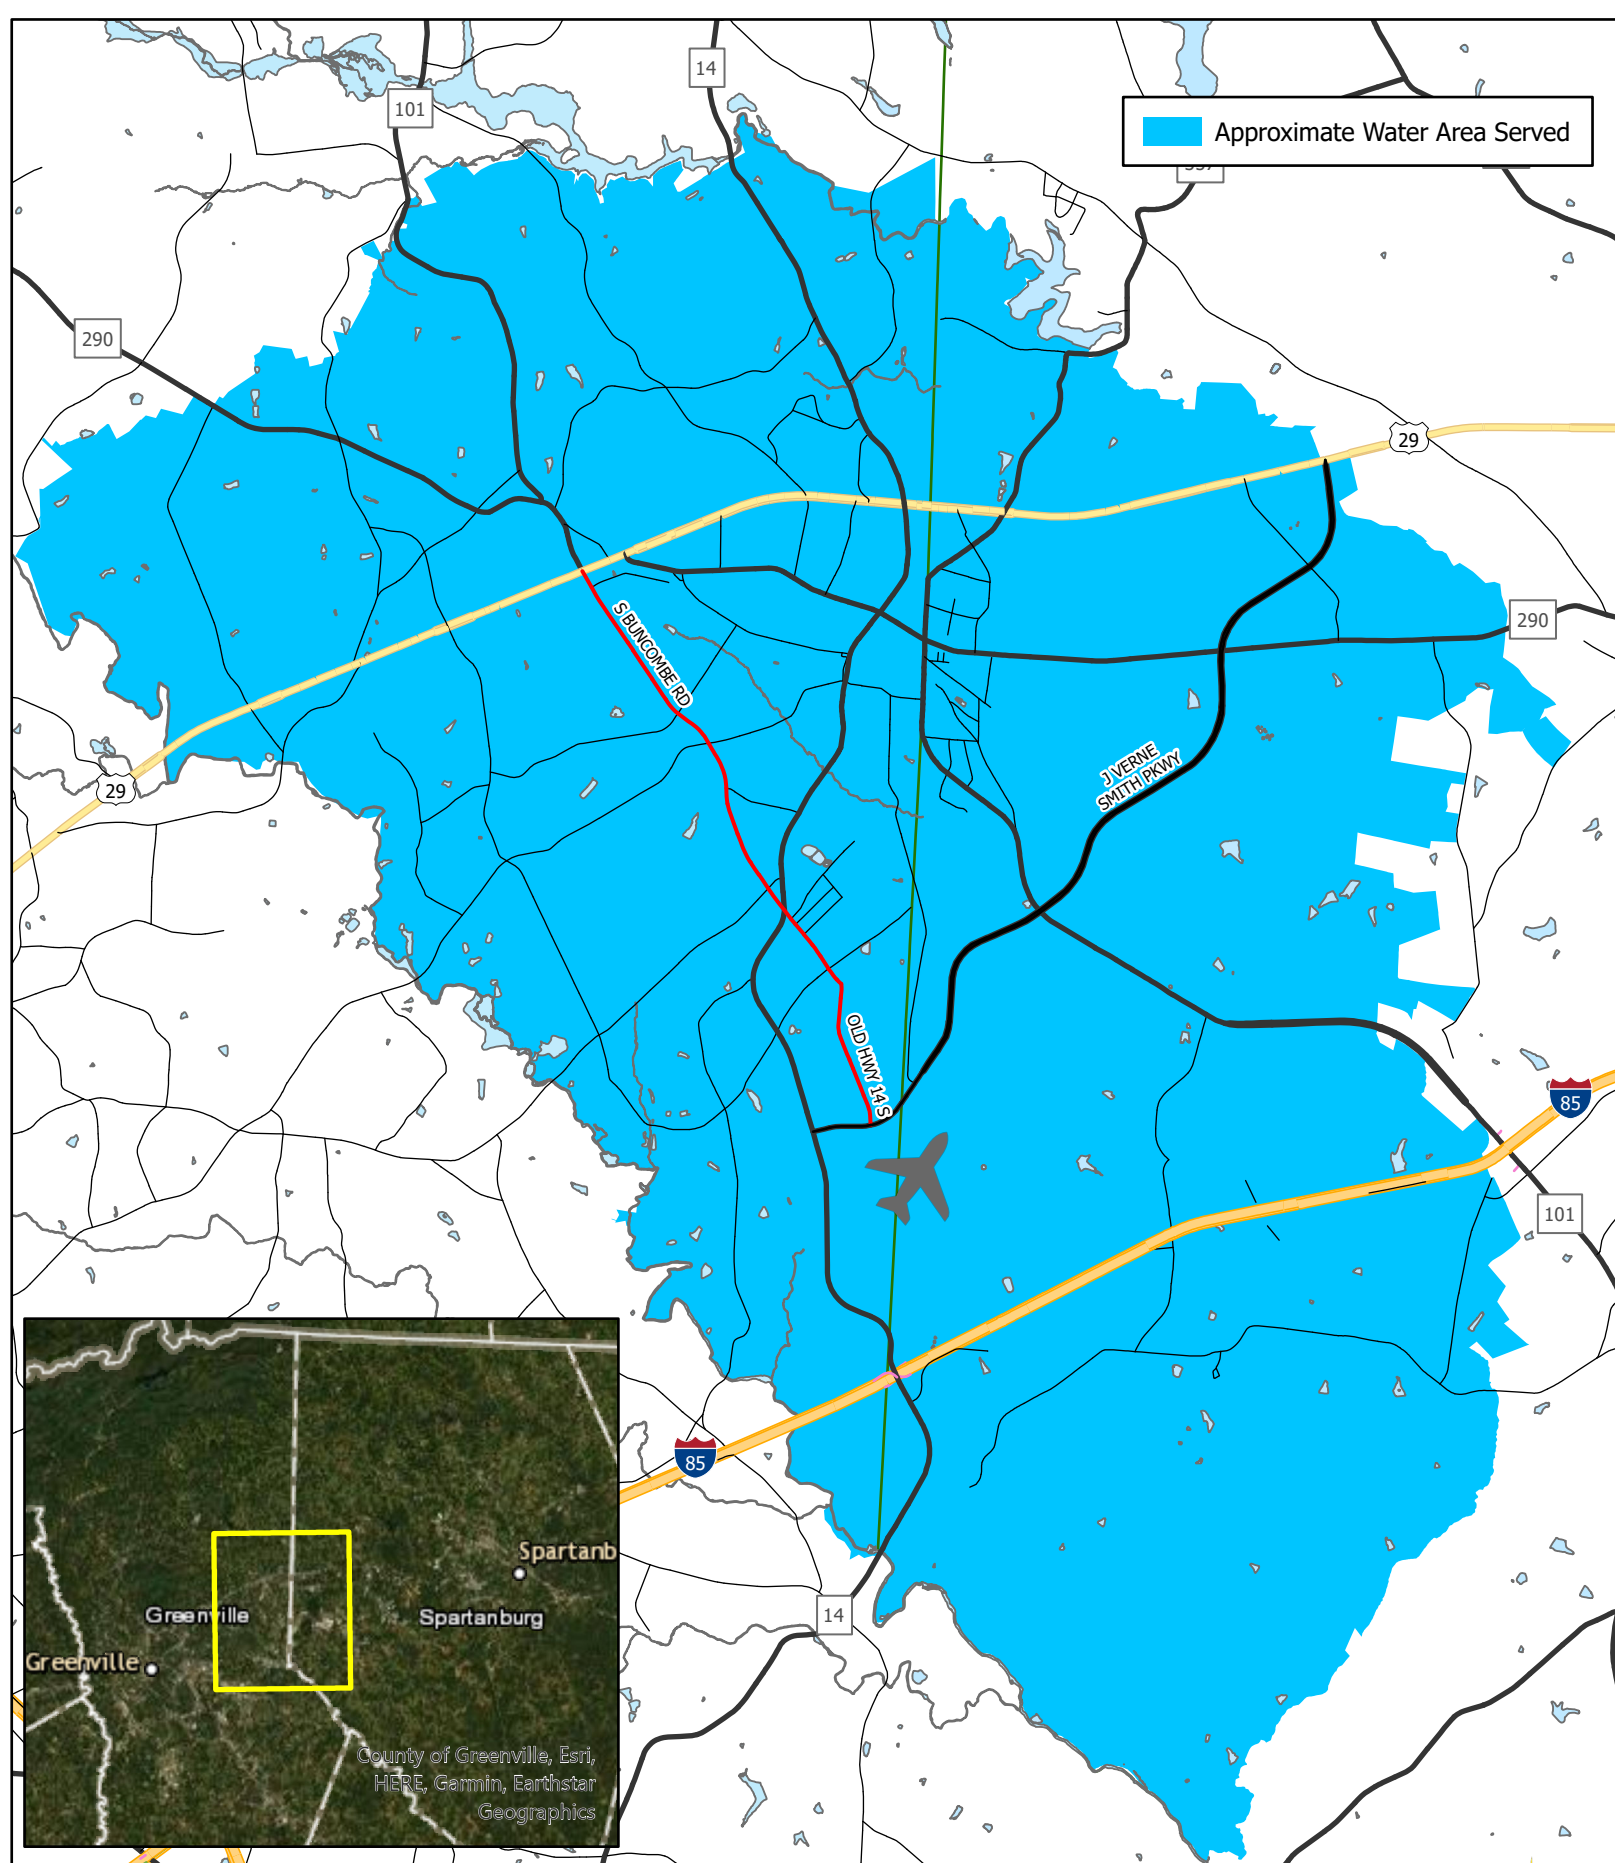 14
101
Approximate Water Area Served
290
29
290
S BUNCOMBE RD
J VERNE
SMITH PKWY
29
OLD HWY 14 S
85
101
85
14
Spartanb
Greenville
Spartanburg
Greenville
County of Greenville, Esri,
HERE, Garmin, Earthstar
Geographics